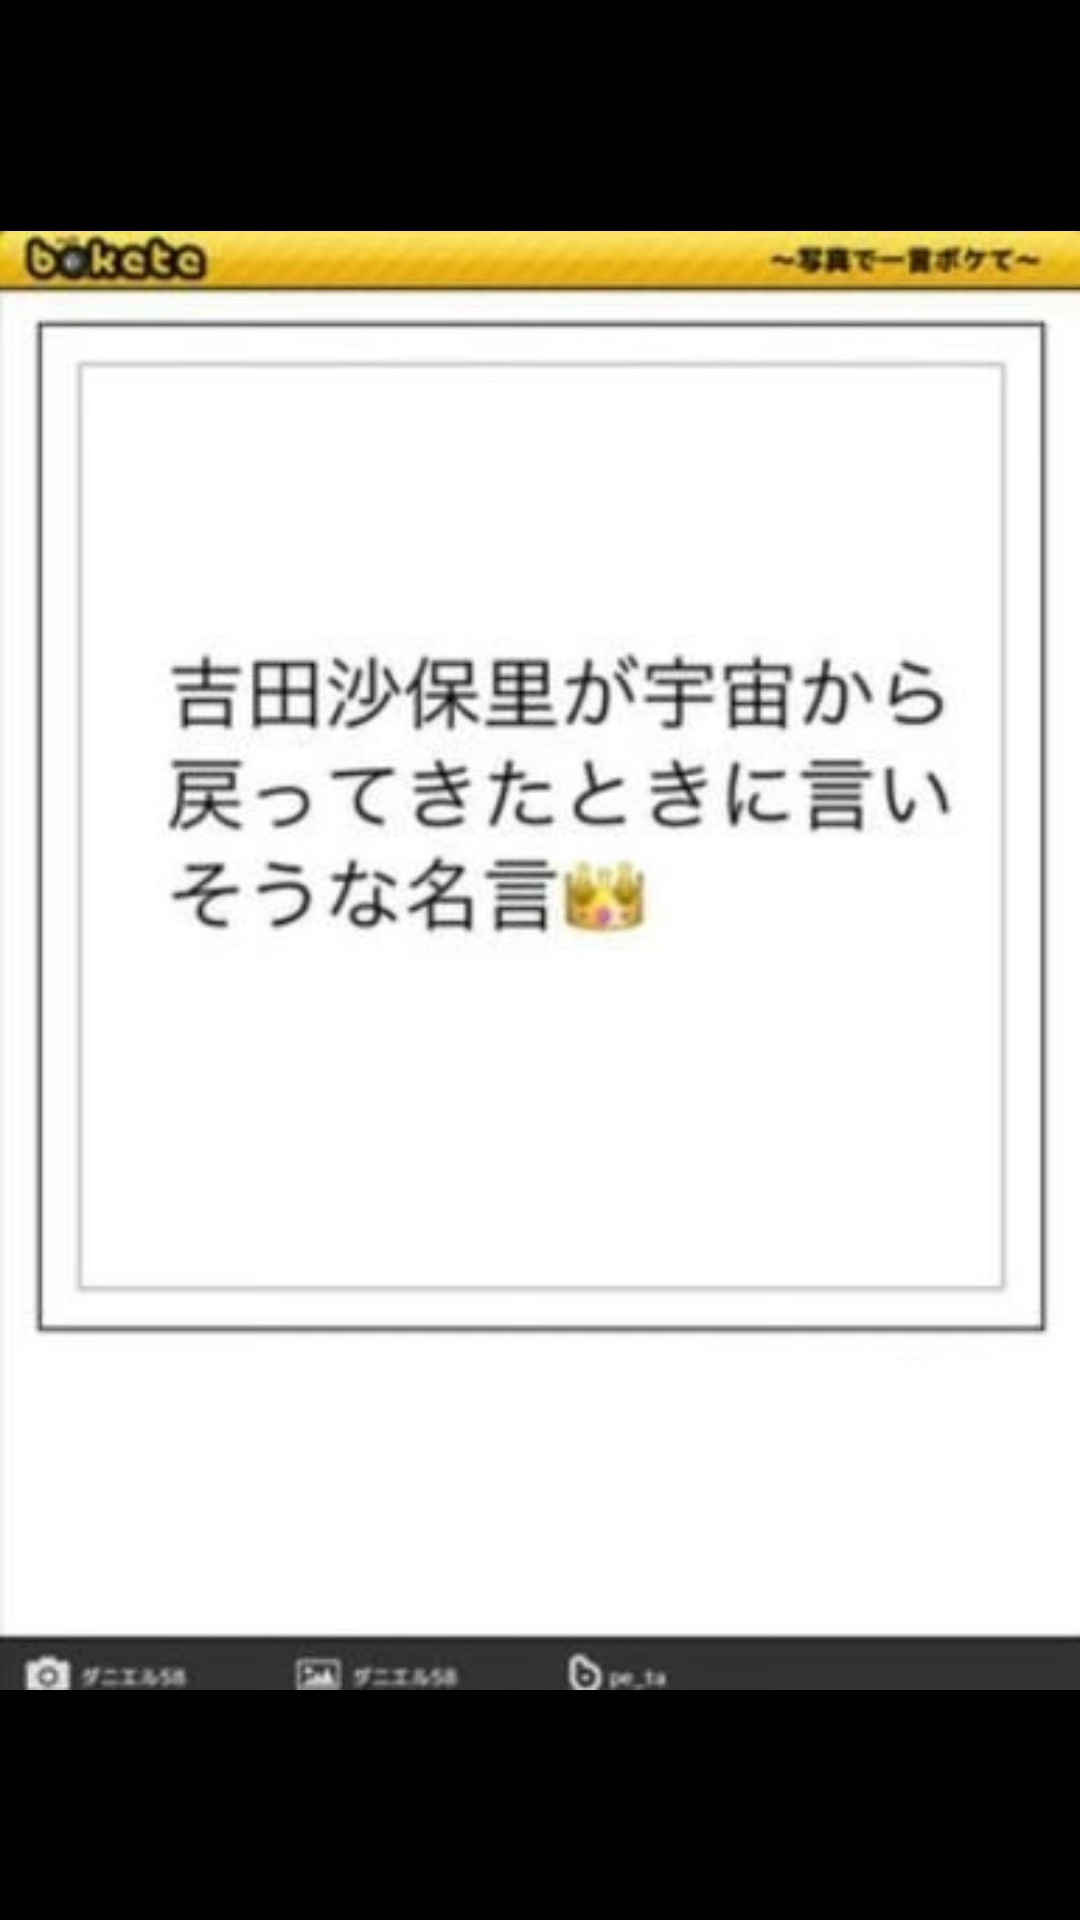 bokete
～写真で一言ボケて～
吉田沙保里が宇宙から
戻ってきたときに言い
そうな名言👑
ダニエル58
ダニエル58
pe_ta